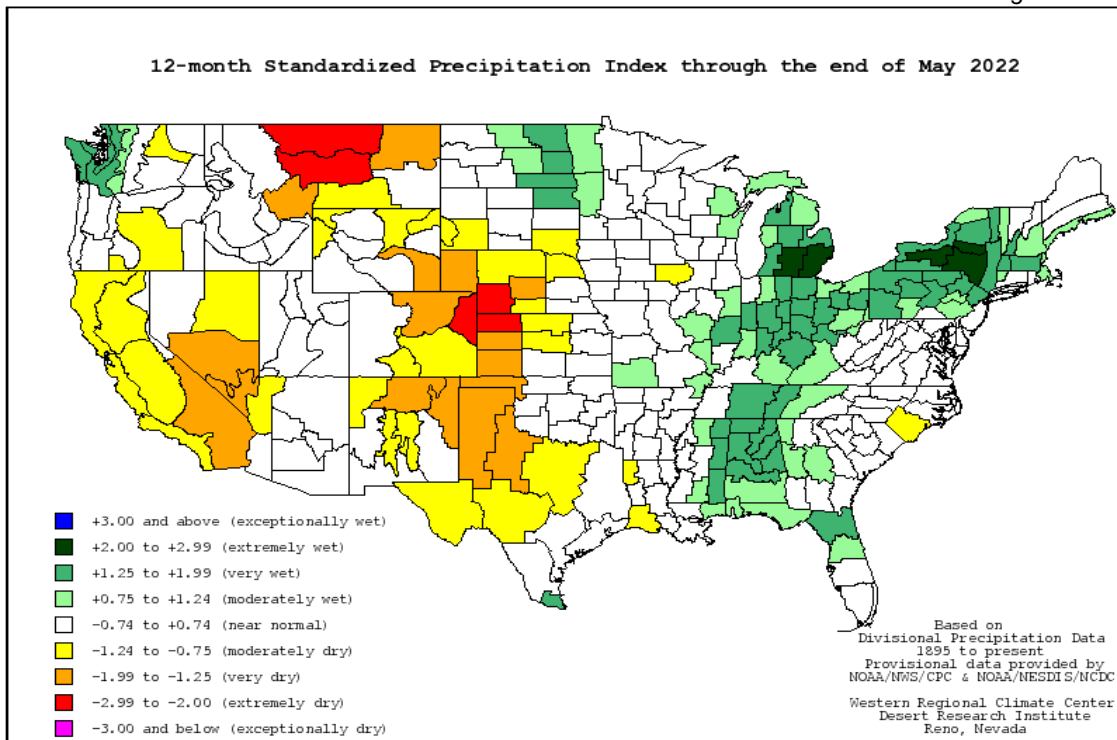 12-month Standardized Precipitation Index through the end of May 2022
+3.00 and above (exceptionally wet)
+2.00 to +2.99 (extremely wet)
+1.25 to +1.99 (very wet)
+0.75 to +1.24 (moderately wet)
-0.74 to +0.74 (near normal)
-1.24 to -0.75 (moderately dry)
-1.99 to -1.25 (very dry)
-2.99 to -2.00 (extremely dry)
-3.00 and below (exceptionally dry)
Based on
Divisional Precipitation Data
1895 to present
Provisional data provided by
NOAA/NWS/CPC & NOAA/NESDIS/NCDC
Western Regional Climate Center
Desert Research Institute
Reno, Nevada